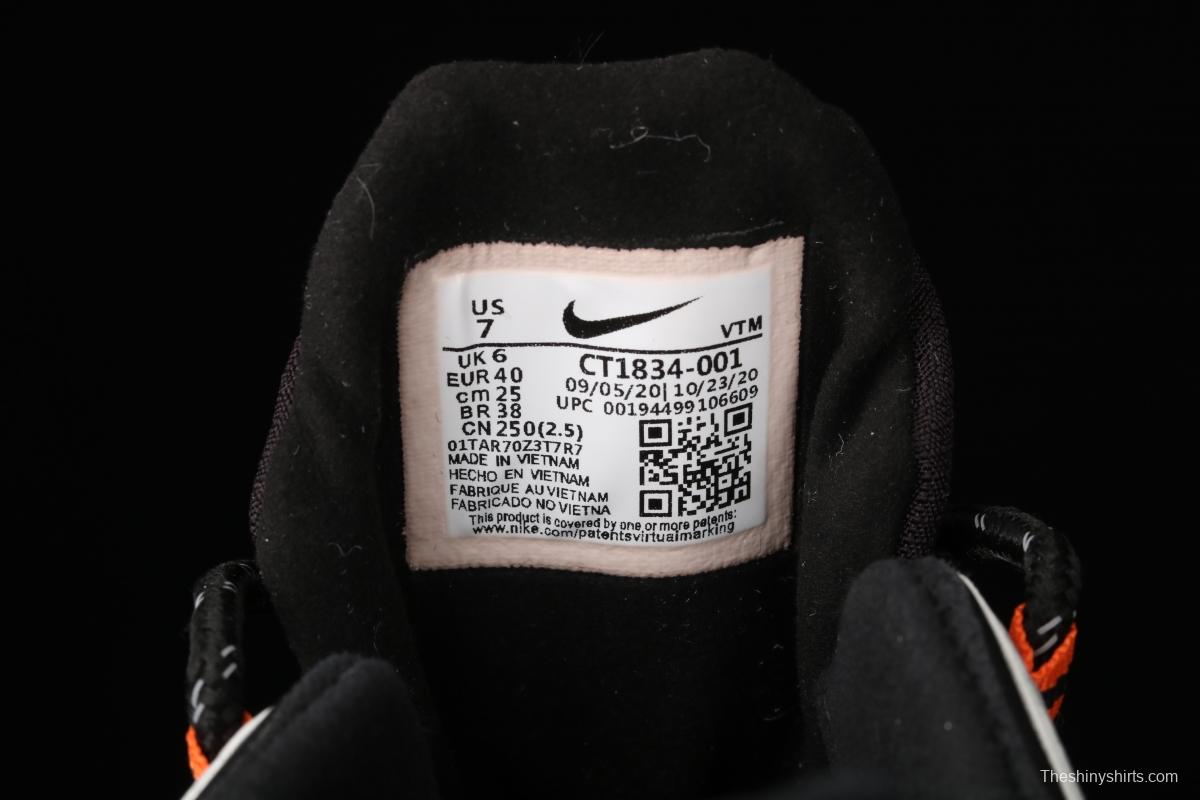 US
7
VTM
UK 6
EUR 40
cm 25
BR 38
CN 250(2.5)
CT1834-001
09/05/20| 10/23/20
UPC 00194499106609
01TAR70Z3T7R7
MADE IN VIETNAM
HECHO EN VIETNAM
FABRIQUE AU VIETNAM
FABRICADO NO VIETNA
This product is covered by one or more patents:
www.nike.com/patentsvirtualmarking
Theshinyshirts.com